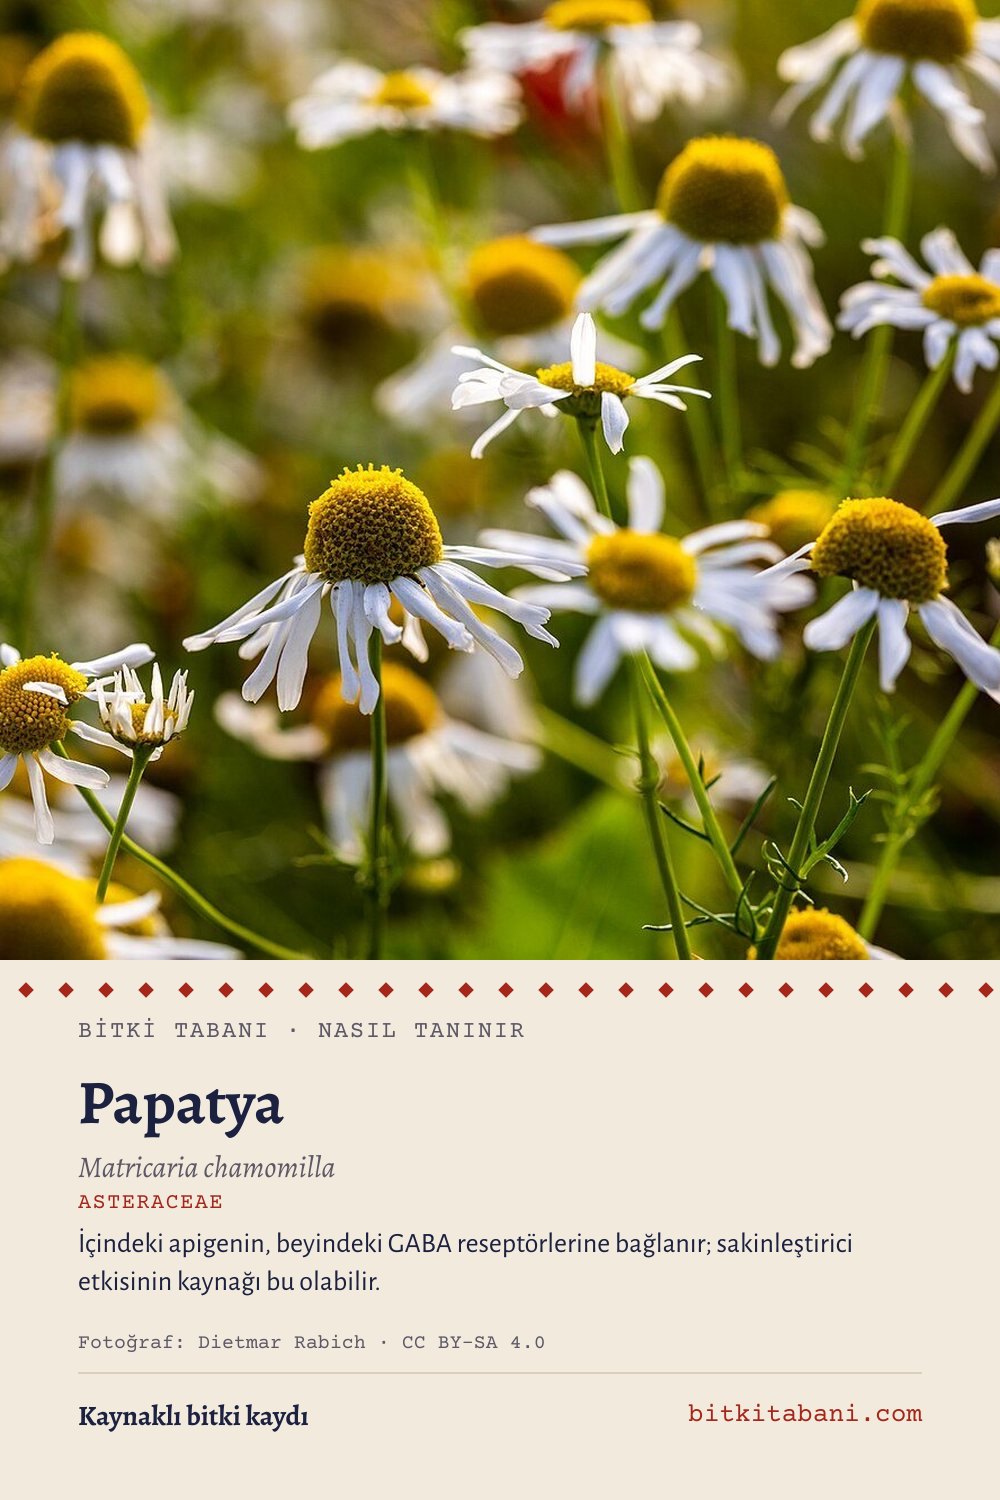 BİTKİ TABANI · NASIL TANINIR
Papatya
Matricaria chamomilla
ASTERACEAE
İçindeki apigenin, beyindeki GABA reseptörlerine bağlanır; sakinleştirici
etkisinin kaynağı bu olabilir.
Fotoğraf: Dietmar Rabich · CC BY-SA 4.0
Kaynaklı bitki kaydı
bitkitabani.com